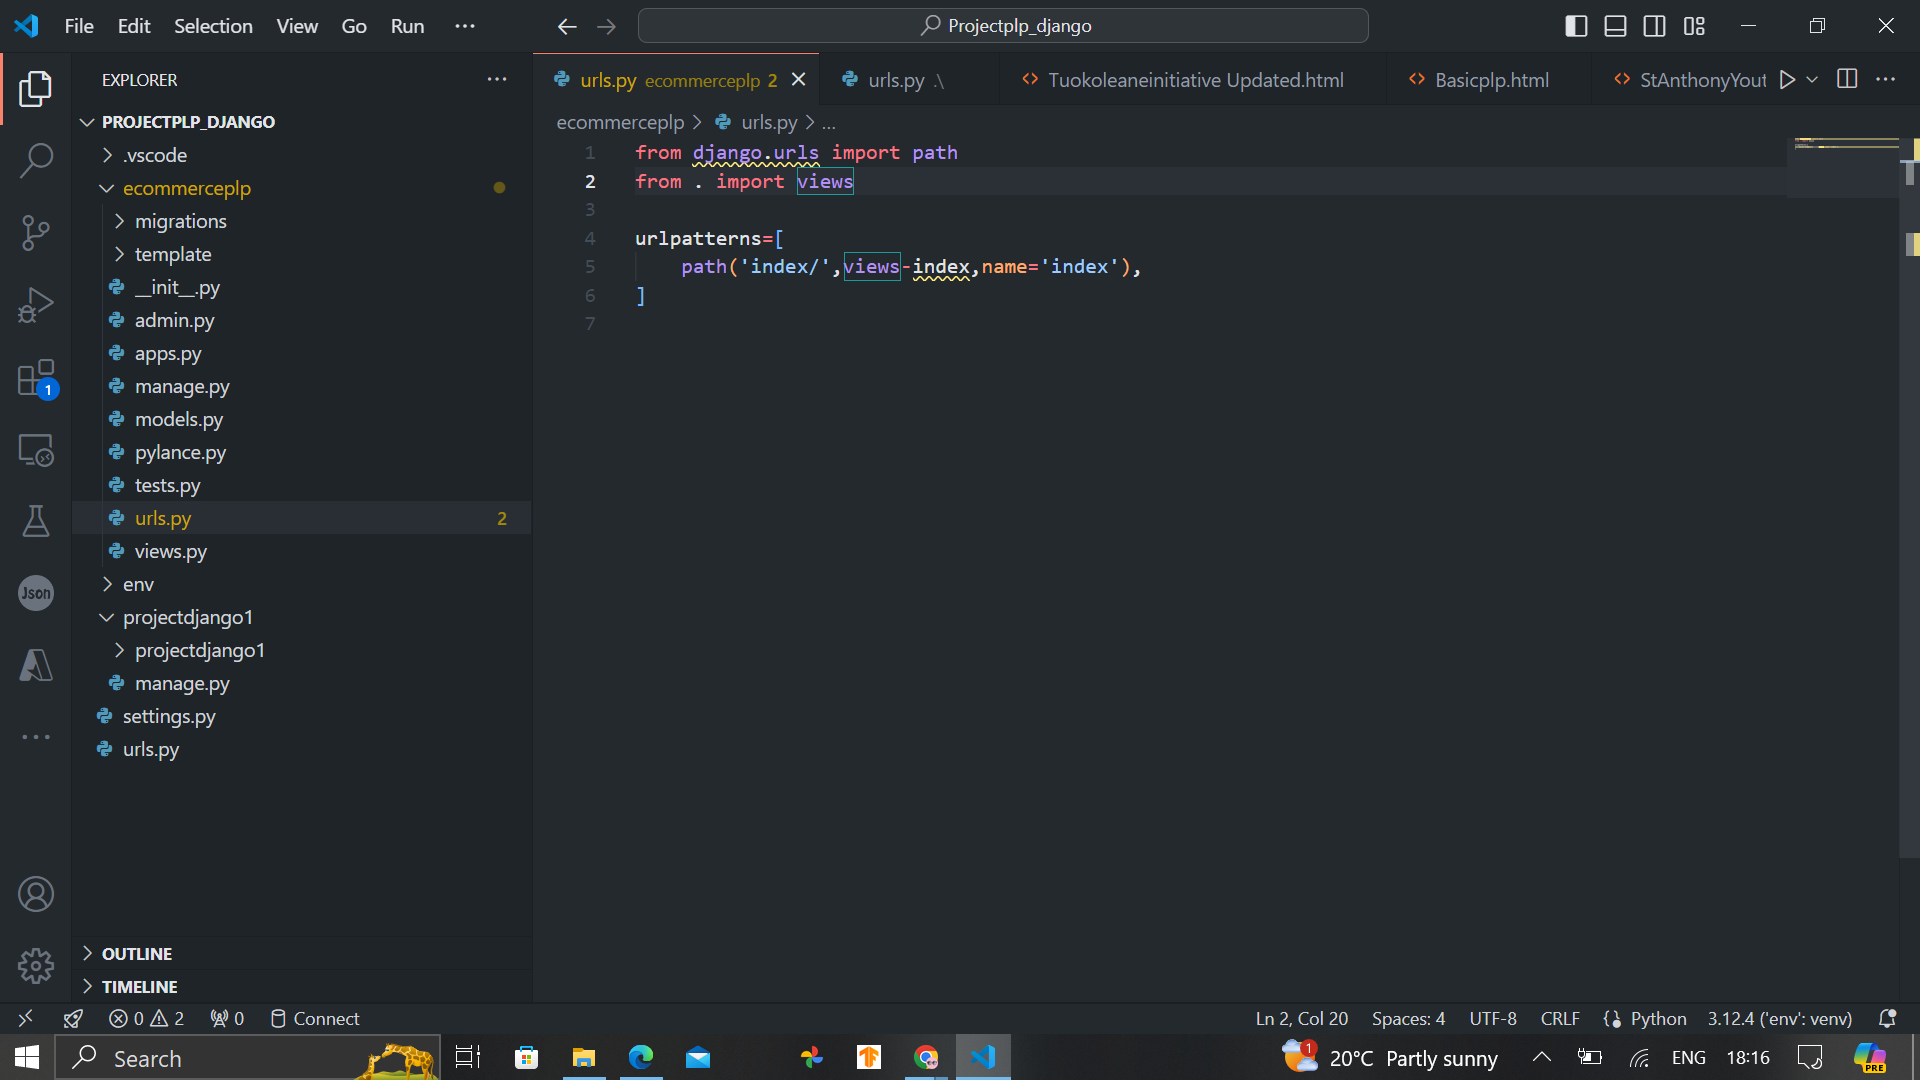 File Edit Selection View Go Run ···
Projectplp_django
EXPLORER
PROJECTPLP_DJANGO
.vscode
ecommerceplp
migrations
template
__init__.py
admin.py
apps.py
manage.py
models.py
pylance.py
tests.py
urls.py 2
views.py
env
projectdjango1
projectdjango1
manage.py
settings.py
urls.py
OUTLINE
TIMELINE
1
Json
urls.py ecommerceplp 2
urls.py .\
Tuokoleaneinitiative Updated.html
Basicplp.html
StAnthonyYout
ecommerceplp > urls.py > ...
1 from django.urls import path
2 from . import views
3
4 urlpatterns=[
5 path('index/',views-index,name='index'),
6 ]
7
0 2 0 Connect
Ln 2, Col 20 Spaces: 4 UTF-8 CRLF {} Python 3.12.4 ('env': venv)
Search
1 20°C Partly sunny ENG 18:16 PRE